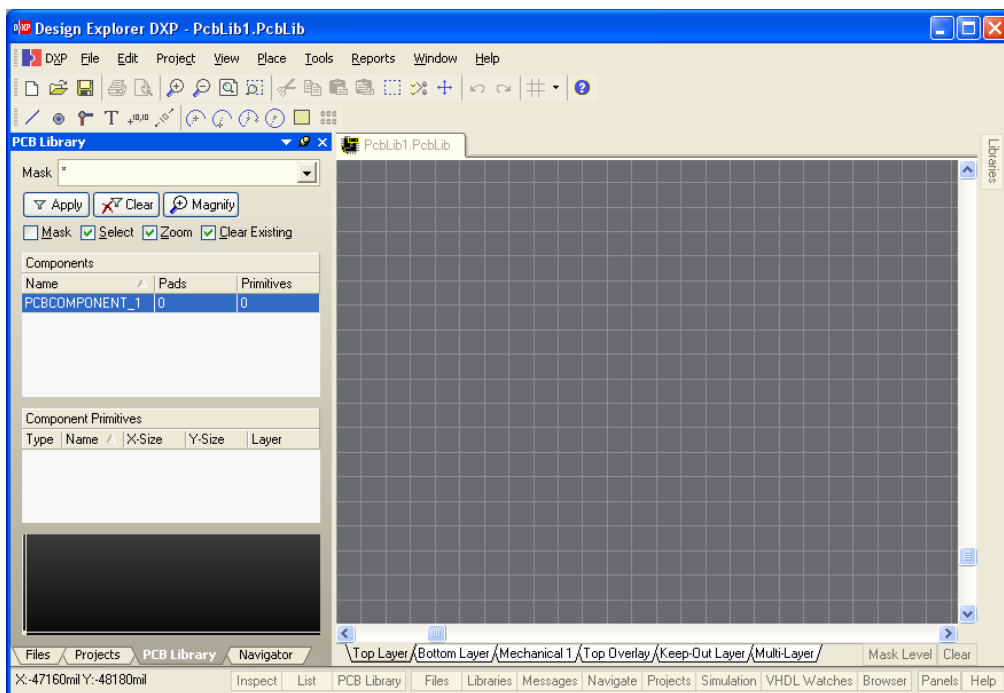 Design Explorer DXP - PcbLib1.PcbLib
DXP File Edit Project View Place Tools Reports Window Help
T +10,10
PCB Library
PcbLib1.PcbLib
Libraries
Mask *
Apply Clear Magnify
Mask Select Zoom Clear Existing
Components
Name Pads Primitives
PCBCOMPONENT_1 0 0
Component Primitives
Type Name X-Size Y-Size Layer
Files Projects PCB Library Navigator
Top Layer Bottom Layer Mechanical 1 Top Overlay Keep-Out Layer Multi-Layer
Mask Level Clear
X:-47160mil Y:-48180mil
Inspect List PCB Library Files Libraries Messages Navigate Projects Simulation VHDL Watches Browser Panels Help